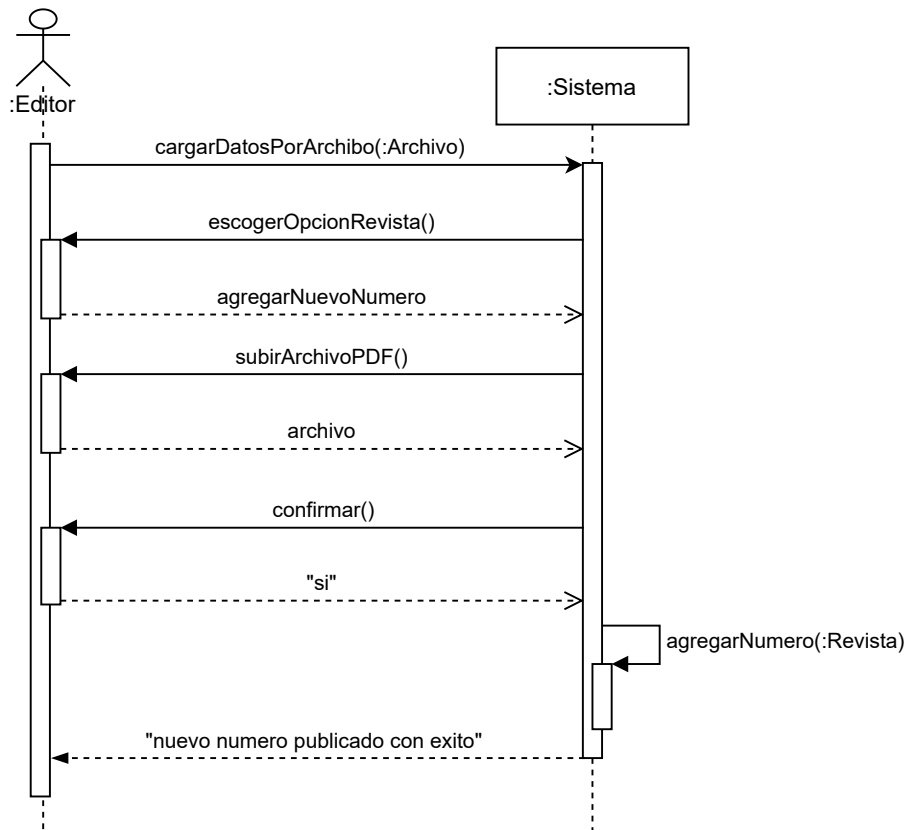 :Editor
:Sistema
cargarDatosPorArchibo(:Archivo)
escogerOpcionRevista()
agregarNuevoNumero
subirArchivoPDF()
archivo
confirmar()
"si"
agregarNumero(:Revista)
"nuevo numero publicado con exito"